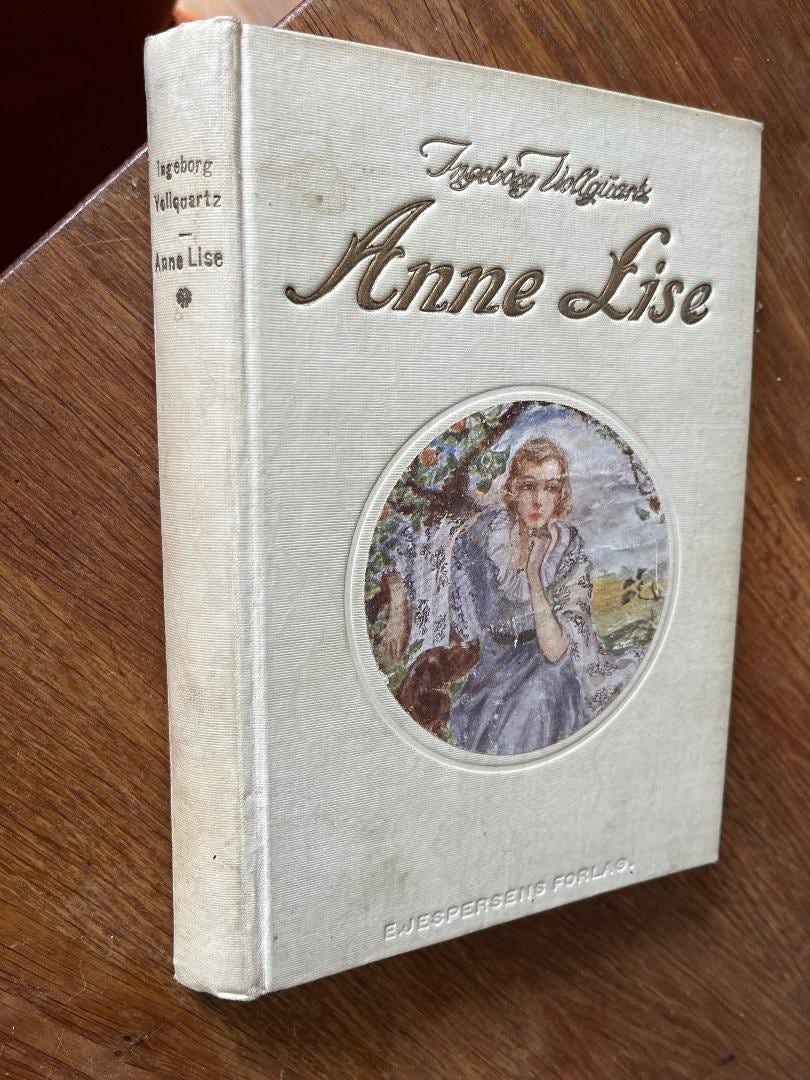 Ingeborg
Vollquartz
—
Anne Lise
Ingeborg Vollquartz
Anne Lise
E. JESPERSENS FORLAG.